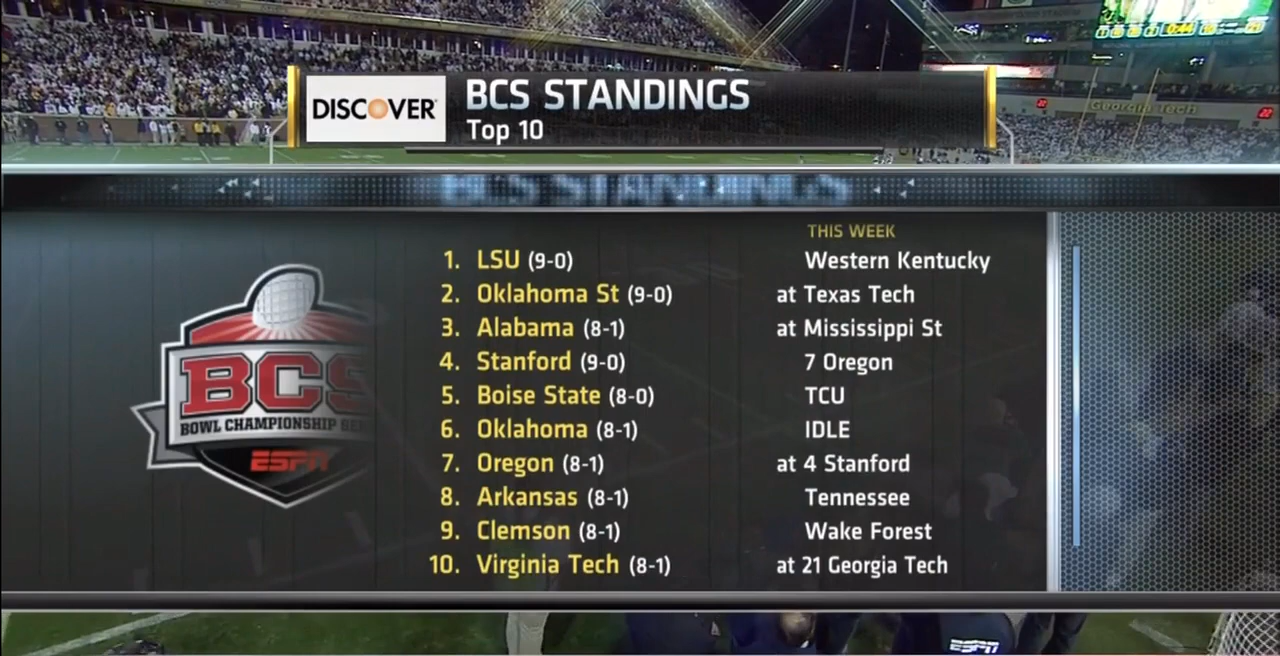 DISCOVER
BCS STANDINGS
Top 10
Georgia Tech
BCS STANDINGS
THIS WEEK
1. LSU (9-0) Western Kentucky
2. Oklahoma St (9-0) at Texas Tech
3. Alabama (8-1) at Mississippi St
4. Stanford (9-0) 7 Oregon
5. Boise State (8-0) TCU
6. Oklahoma (8-1) IDLE
7. Oregon (8-1) at 4 Stanford
8. Arkansas (8-1) Tennessee
9. Clemson (8-1) Wake Forest
10. Virginia Tech (8-1) at 21 Georgia Tech
BCS
BOWL CHAMPIONSHIP
ESPN
ESPN